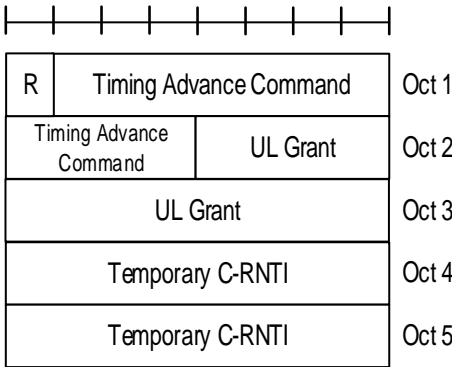 R Timing Advance Command Oct 1
Timing Advance
Command UL Grant Oct 2
UL Grant Oct 3
Temporary C-RNTI Oct 4
Temporary C-RNTI Oct 5